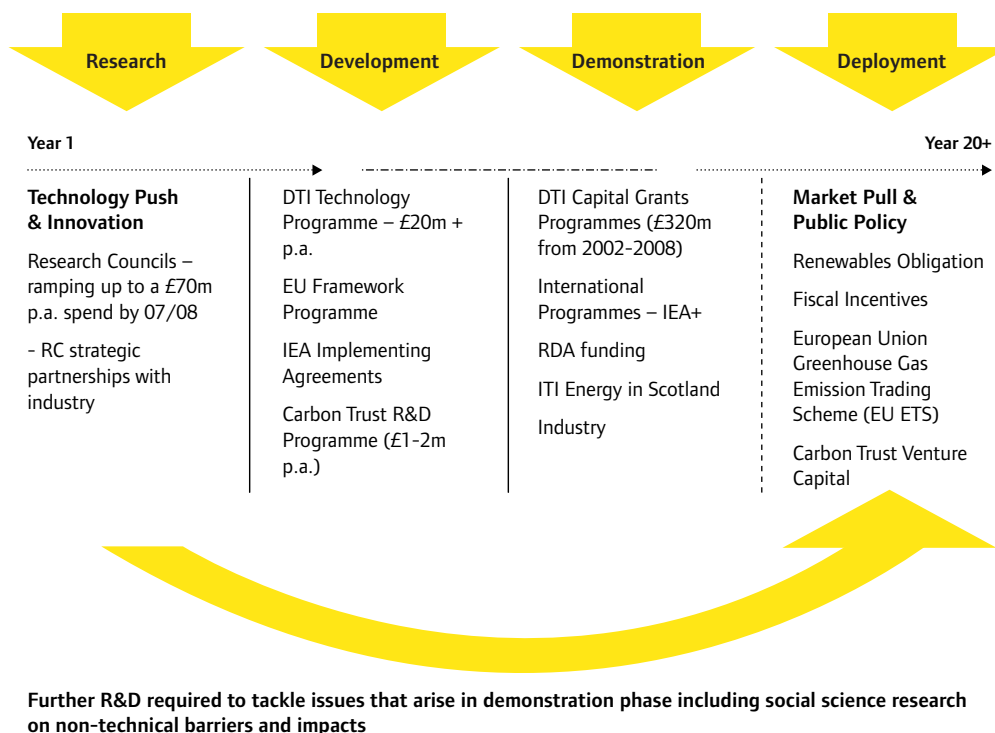 Research
Development
Demonstration
Deployment
Year 1
Year 20+
Technology Push
& Innovation
Research Councils –
ramping up to a £70m
p.a. spend by 07/08
- RC strategic
partnerships with
industry
DTI Technology
Programme – £20m +
p.a.
EU Framework
Programme
IEA Implementing
Agreements
Carbon Trust R&D
Programme (£1-2m
p.a.)
DTI Capital Grants
Programmes (£320m
from 2002-2008)
International
Programmes – IEA+
RDA funding
ITI Energy in Scotland
Industry
Market Pull &
Public Policy
Renewables Obligation
Fiscal Incentives
European Union
Greenhouse Gas
Emission Trading
Scheme (EU ETS)
Carbon Trust Venture
Capital
Further R&D required to tackle issues that arise in demonstration phase including social science research
on non-technical barriers and impacts